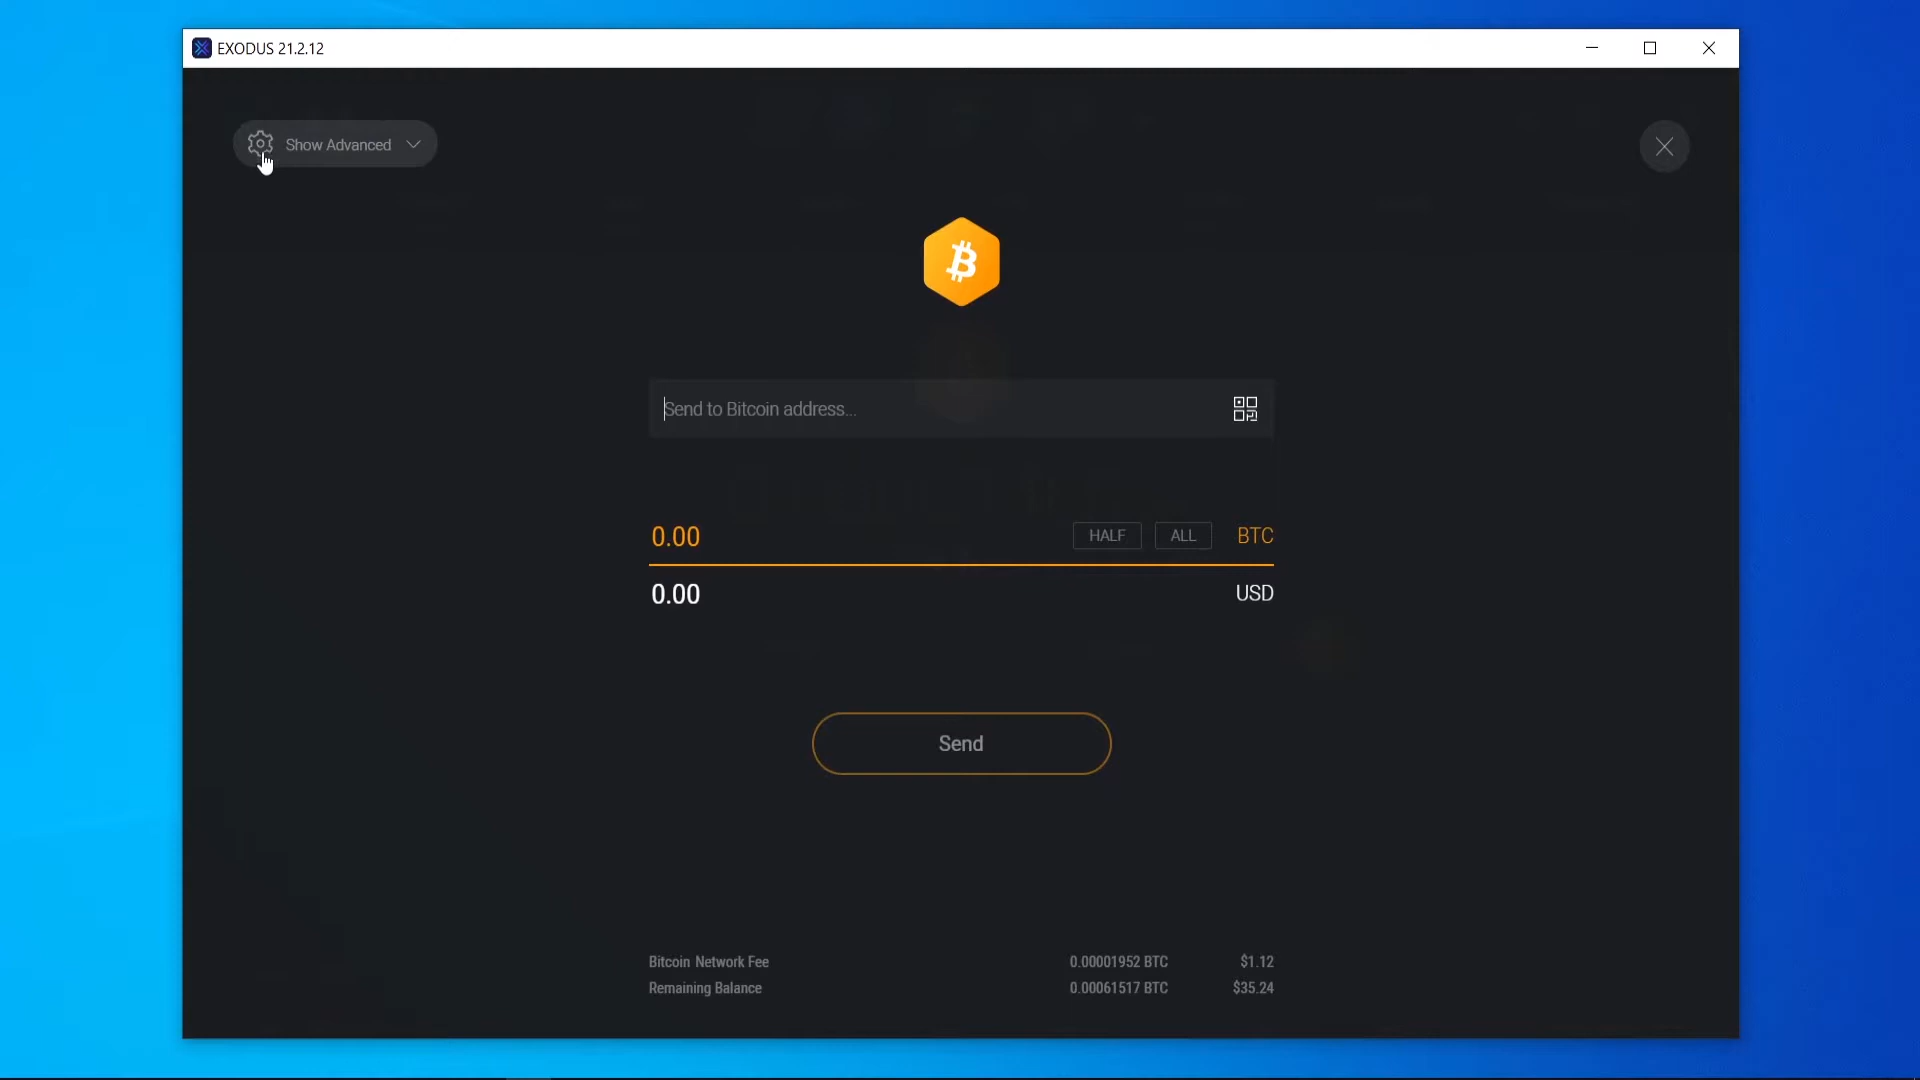 EXODUS 21.2.12
Show Advanced
Send to Bitcoin address...
0.00 HALF ALL BTC
0.00 USD
Send
Bitcoin Network Fee 0.00001952 BTC $1.12
Remaining Balance 0.00061517 BTC $35.24